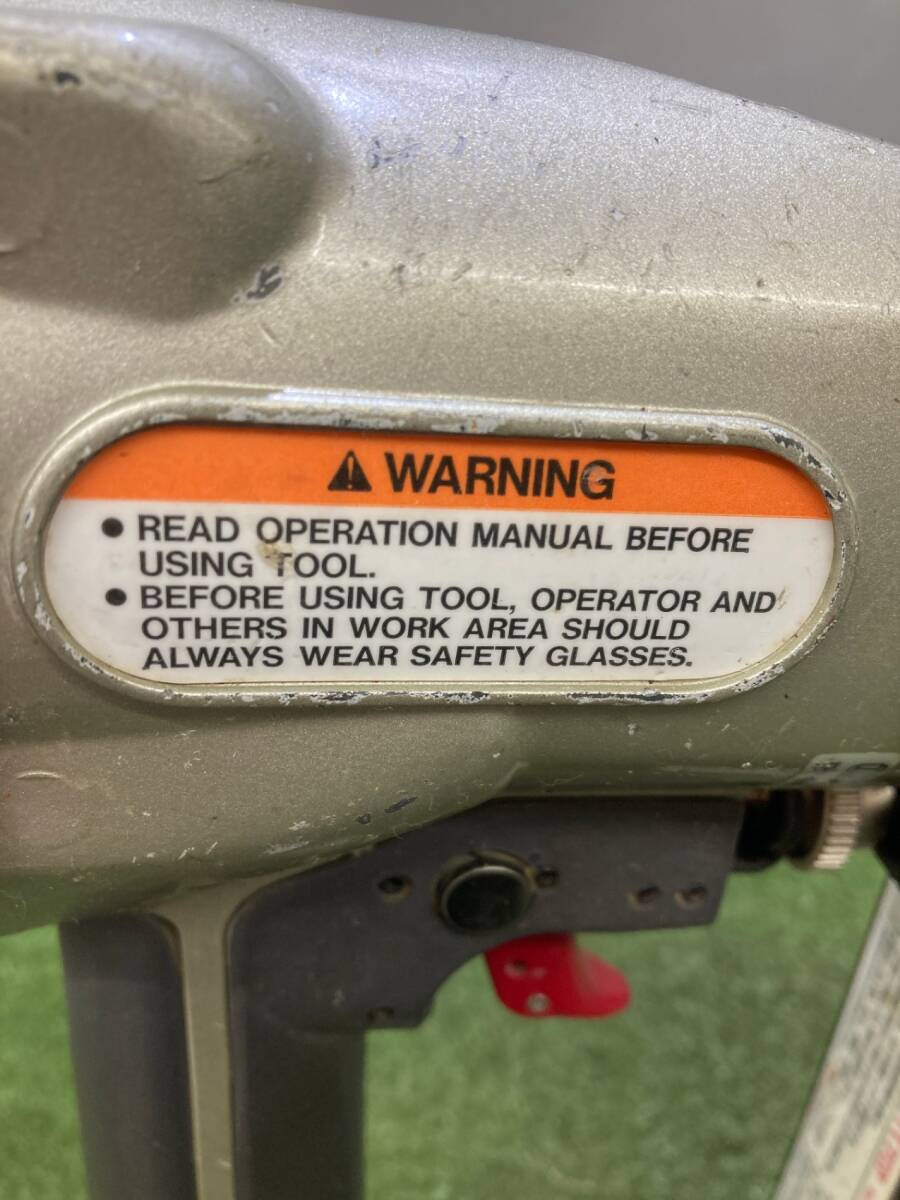 WARNING
● READ OPERATION MANUAL BEFORE
USING TOOL.
● BEFORE USING TOOL, OPERATOR AND
OTHERS IN WORK AREA SHOULD
ALWAYS WEAR SAFETY GLASSES.